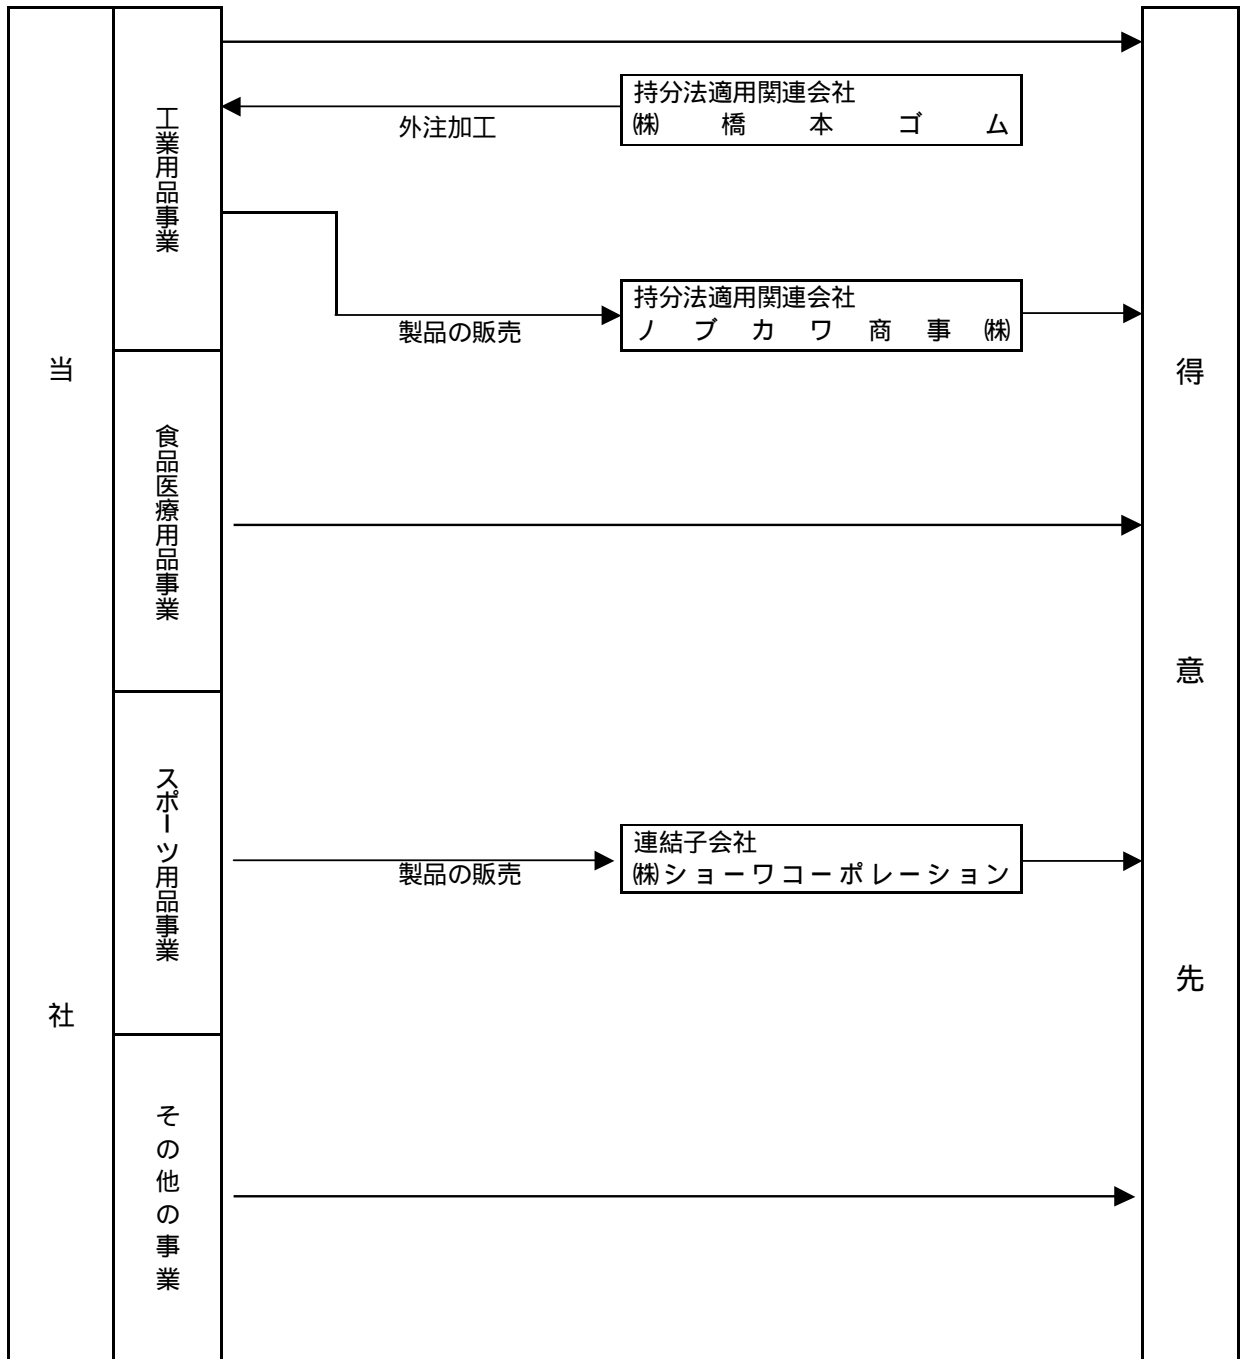 当社
工業用品事業
持分法適用関連会社
㈱橋本ゴム
外注加工
持分法適用関連会社
ノブカワ商事㈱
製品の販売
食品医療用品事業
スポーツ用品事業
連結子会社
㈱ショーワコーポレーション
製品の販売
その他の事業
得意先